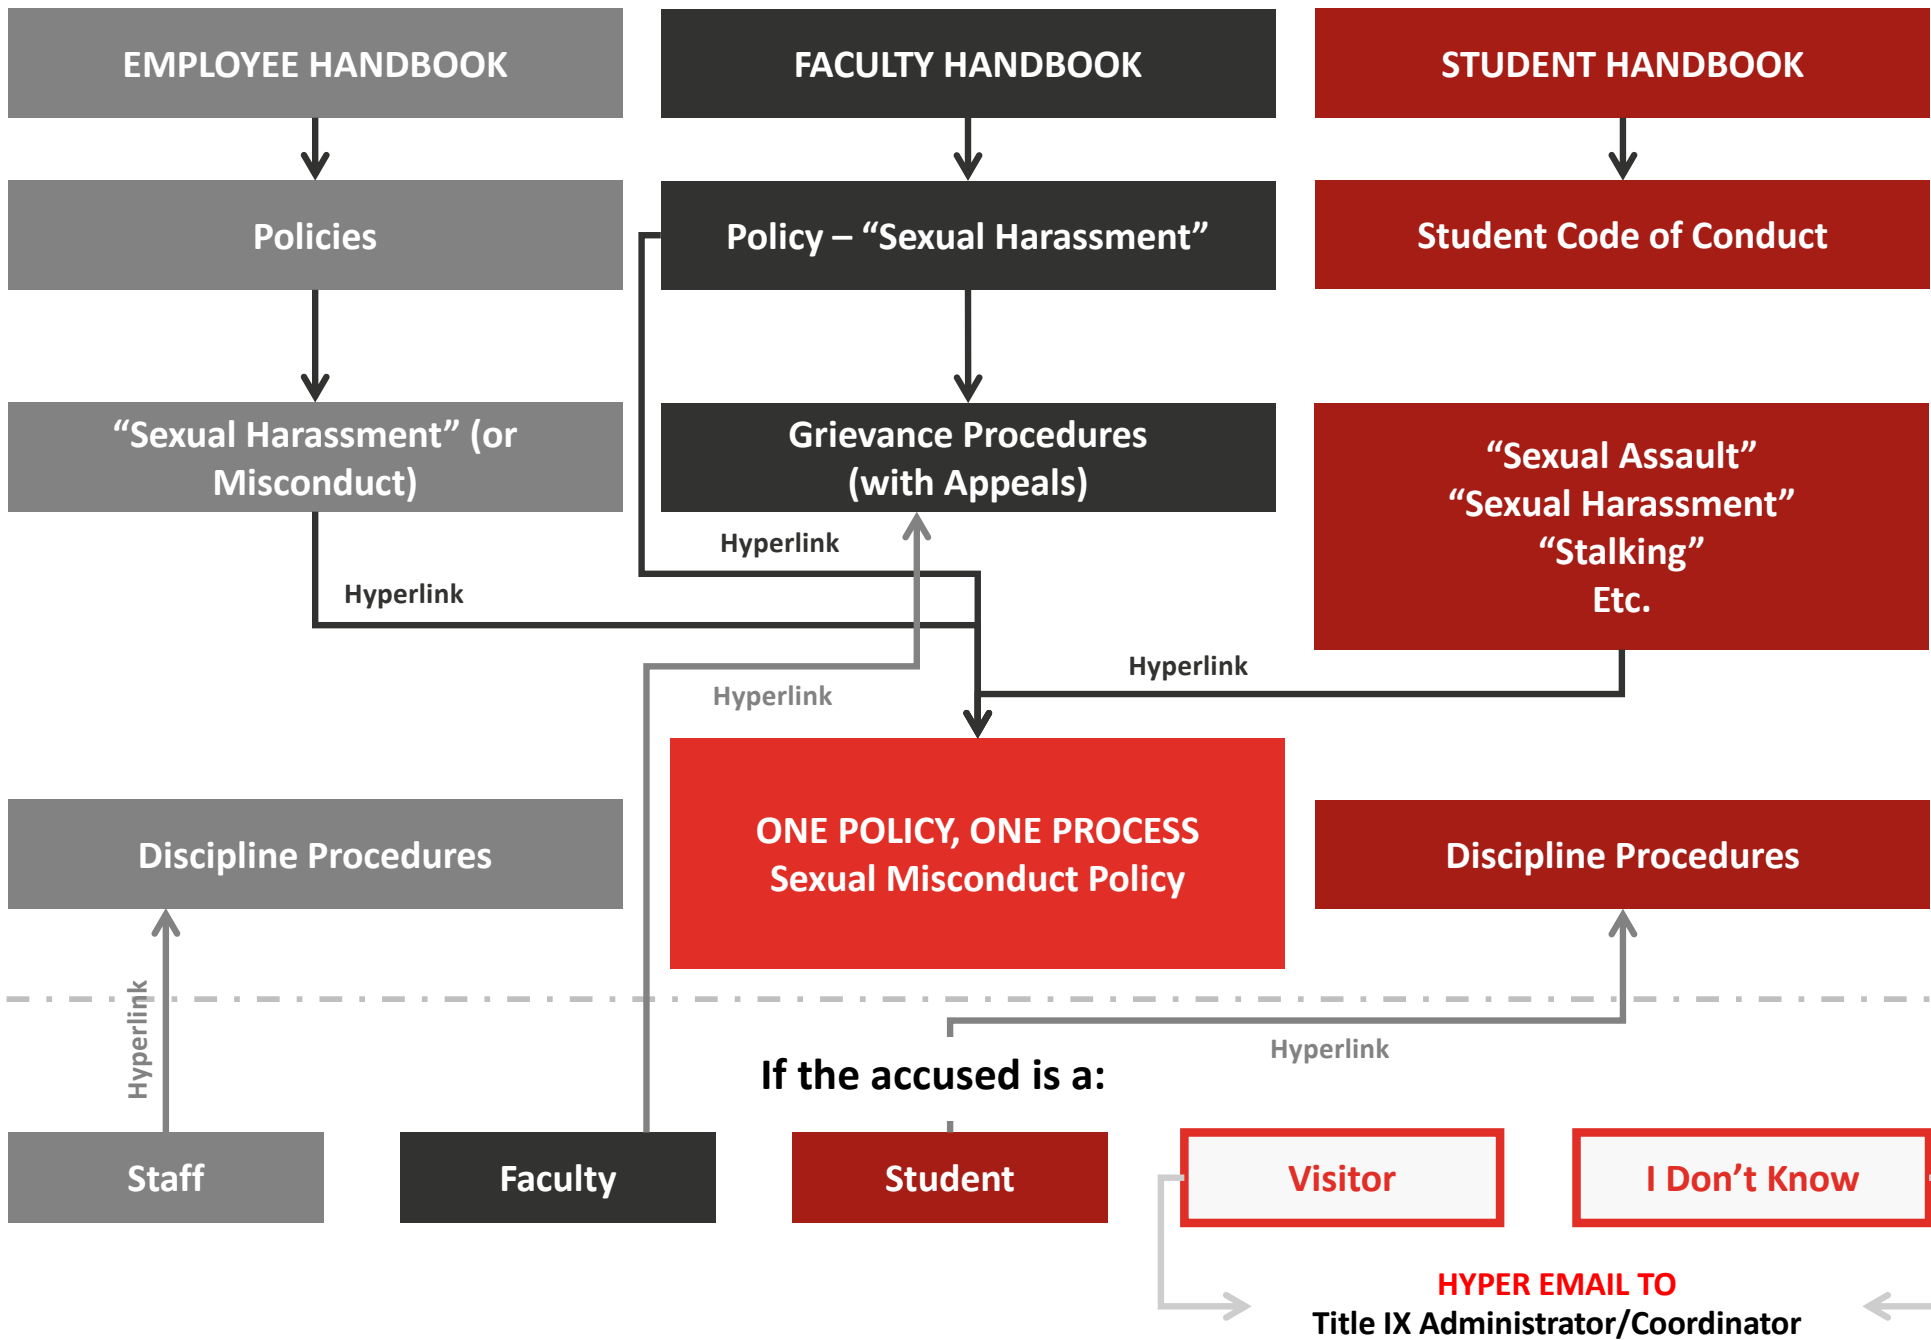 EMPLOYEE HANDBOOK
FACULTY HANDBOOK
STUDENT HANDBOOK
Policies
Policy – “Sexual Harassment”
Student Code of Conduct
“Sexual Harassment” (or
Misconduct)
Grievance Procedures
(with Appeals)
“Sexual Assault”
“Sexual Harassment”
“Stalking”
Etc.
Hyperlink
Hyperlink
Hyperlink
Hyperlink
Discipline Procedures
ONE POLICY, ONE PROCESS
Sexual Misconduct Policy
Discipline Procedures
Hyperlink
Hyperlink
If the accused is a:
Staff
Faculty
Student
Visitor
I Don’t Know
HYPER EMAIL TO
Title IX Administrator/Coordinator